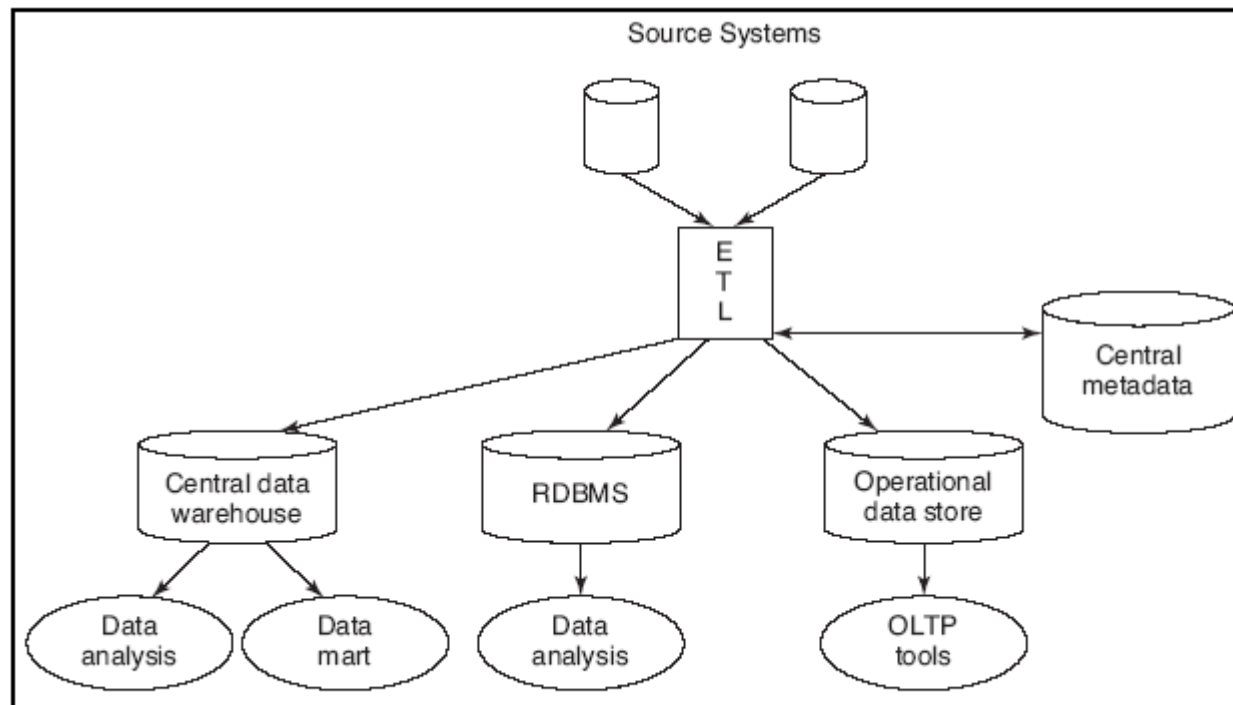 Source Systems
E
T
L
Central
metadata
Central data
warehouse
RDBMS
Operational
data store
Data
analysis
Data
mart
Data
analysis
OLTP
tools